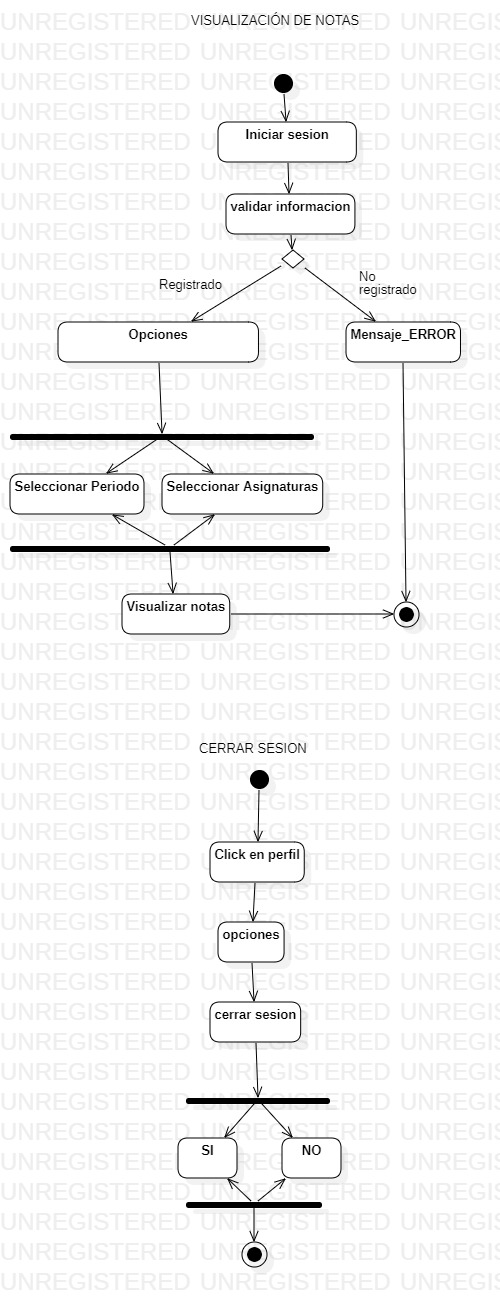 VISUALIZACIÓN DE NOTAS
Iniciar sesion
validar informacion
Registrado
No
registrado
Opciones
Mensaje_ERROR
Seleccionar Periodo
Seleccionar Asignaturas
Visualizar notas
CERRAR SESION
Click en perfil
opciones
cerrar sesion
SI
NO
UNREGISTERED